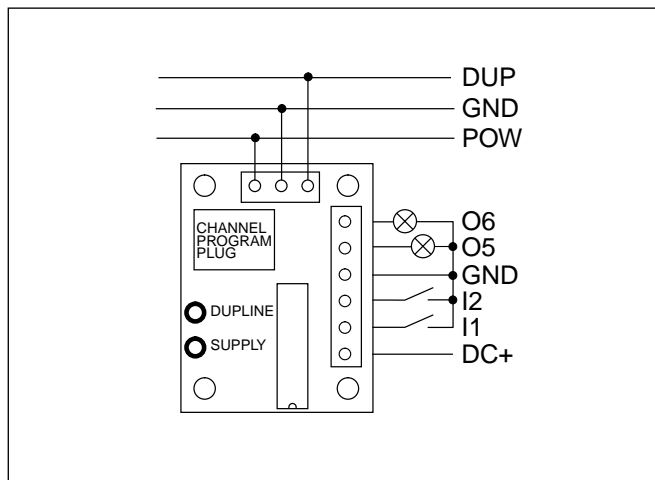 DUP
GND
POW
CHANNEL
PROGRAM
PLUG
DUPLINE
SUPPLY
O6
O5
GND
I2
I1
DC+